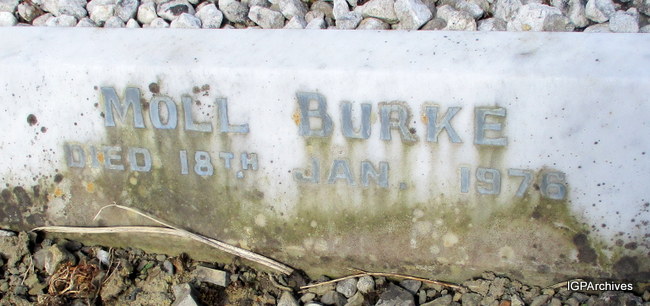 MOLL BURKE
DIED 18TH JAN. 1976
IGPArchives